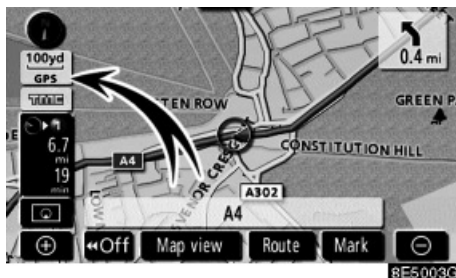 100yd
GPS
TMC
0.4 mi
TEN ROW
GREEN P
6.7
mi
19
min
A4
CONSTITUTION HILL
VENOR CRES
A302
LOW
A4
Off
Map view
Route
Mark
8E5003G